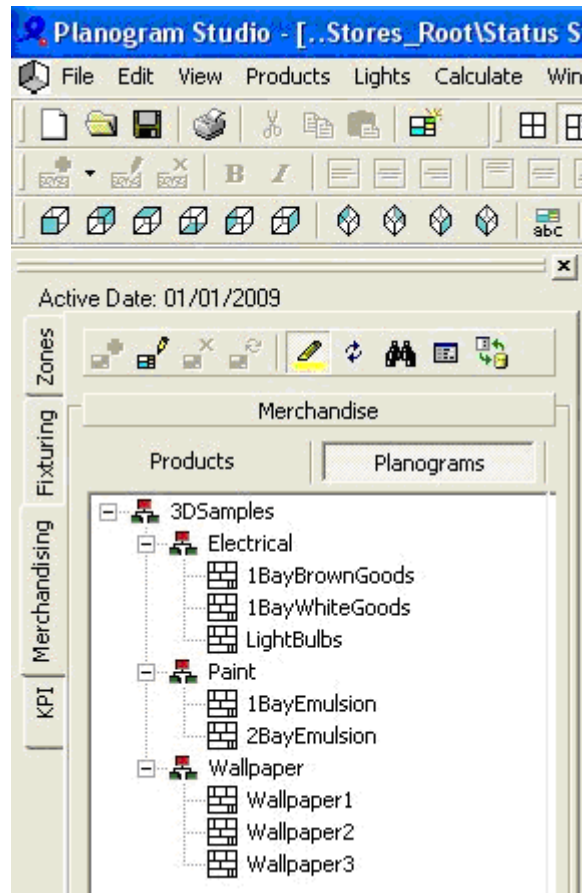 Planogram Studio - [..Stores_Root\Status S
File Edit View Products Lights Calculate Win
B I
abc
Active Date: 01/01/2009
Zones
Fixturing
Merchandising
KPI
Merchandise
Products Planograms
3DSamples
Electrical
1BayBrownGoods
1BayWhiteGoods
LightBulbs
Paint
1BayEmulsion
2BayEmulsion
Wallpaper
Wallpaper1
Wallpaper2
Wallpaper3